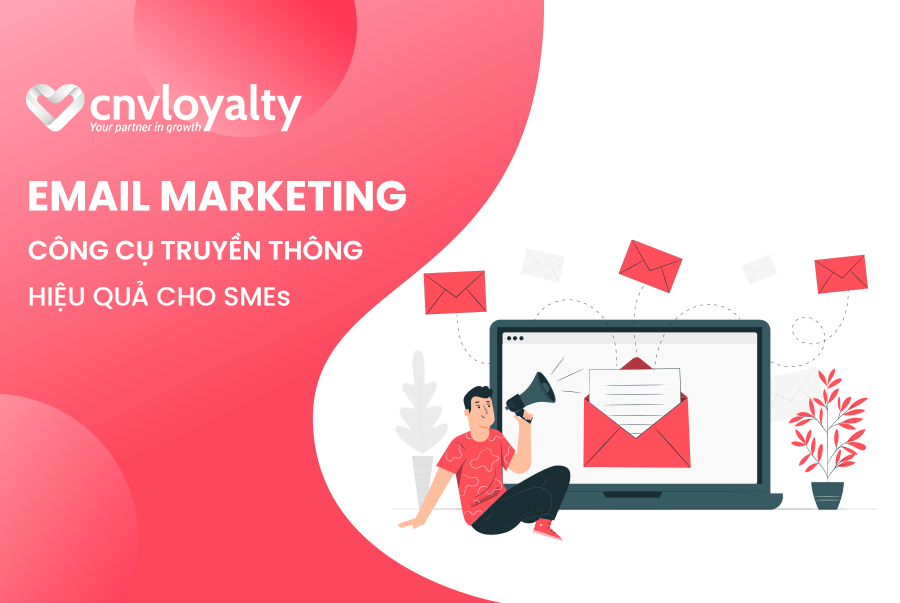 cnvloyalty
Your partner in growth
EMAIL MARKETING
CÔNG CỤ TRUYỀN THÔNG
HIỆU QUẢ CHO SMEs